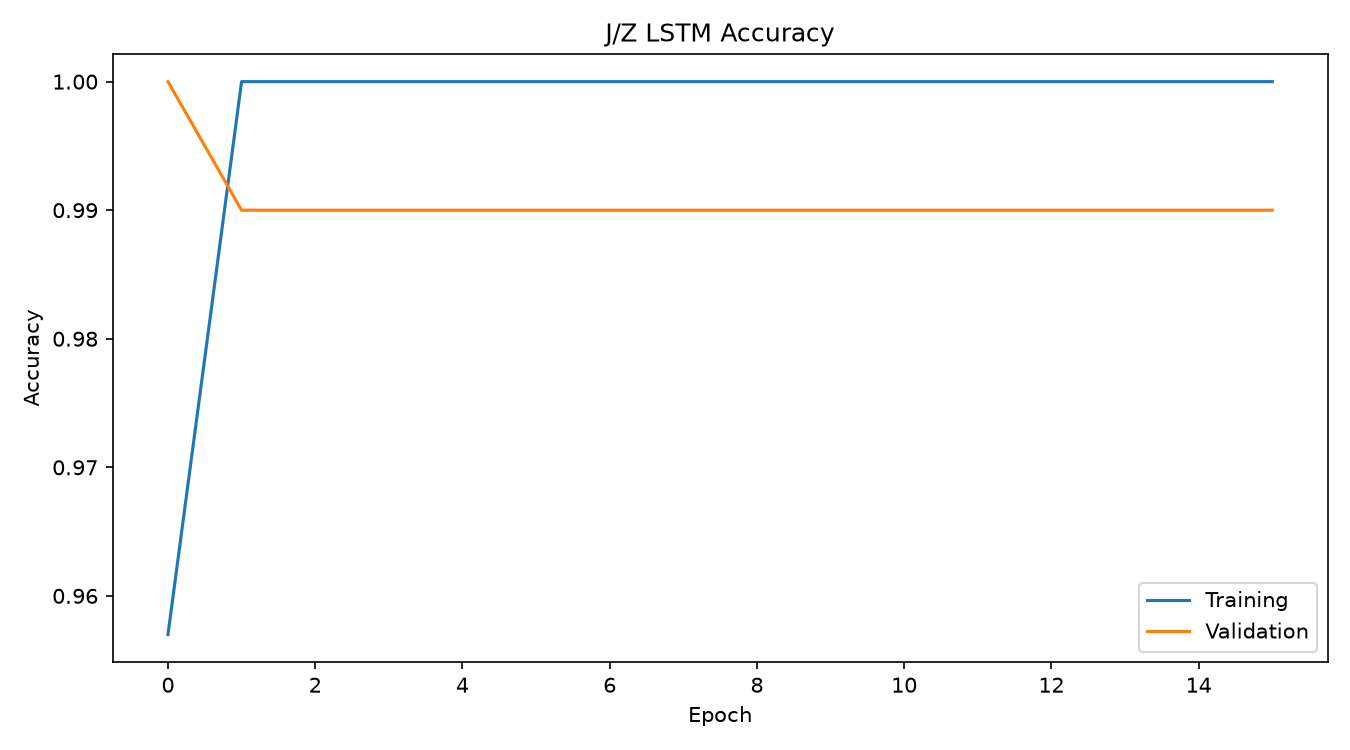 J/Z LSTM Accuracy
1.00
0.99
0.98
0.97
0.96
Accuracy
0 2 4 6 8 10 12 14
Epoch
Training
Validation